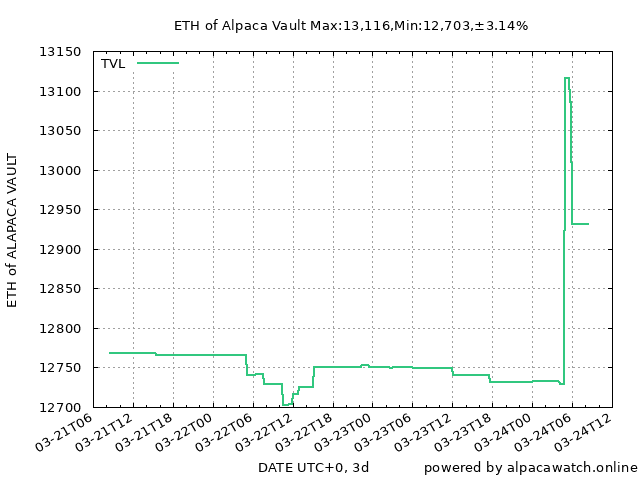 ETH of Alpaca Vault Max:13,116,Min:12,703,±3.14%
TVL
13150
13100
13050
13000
12950
12900
12850
12800
12750
12700
ETH of ALAPACA VAULT
03-21T06
03-21T12
03-21T18
03-22T00
03-22T06
03-22T12
03-22T18
03-23T00
03-23T06
03-23T12
03-23T18
03-24T00
03-24T06
03-24T12
DATE UTC+0, 3d
powered by alpacawatch.online